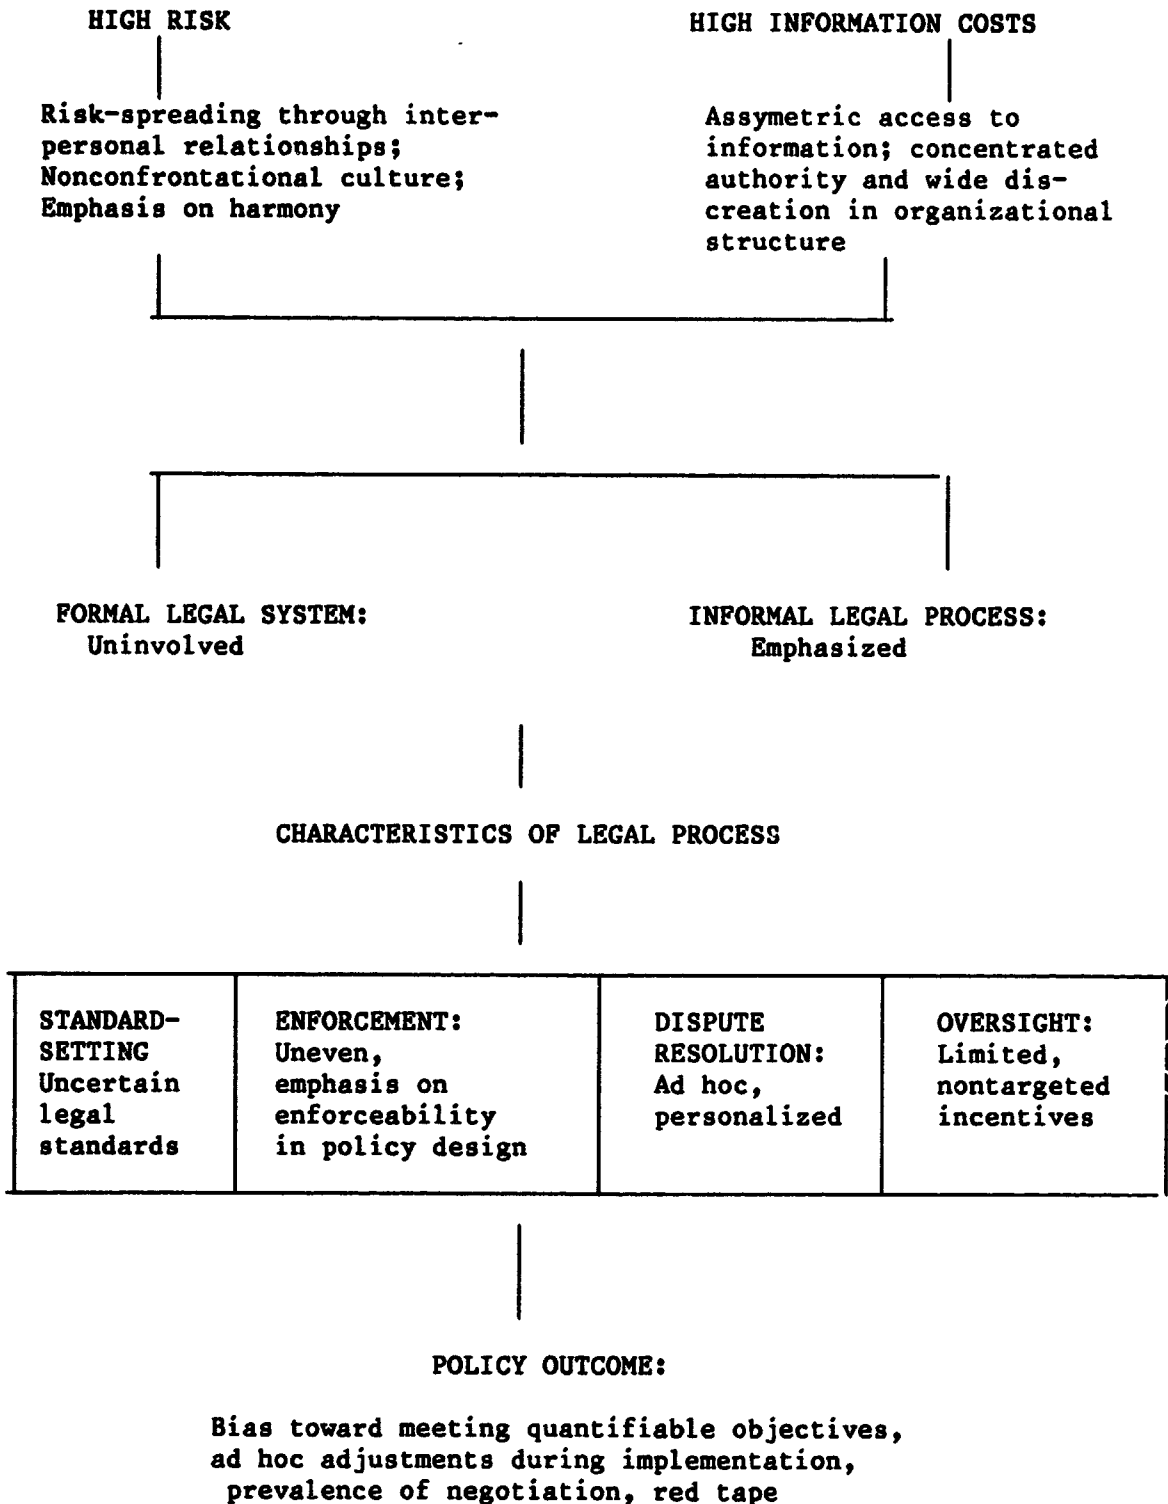 HIGH RISK
HIGH INFORMATION COSTS
Risk-spreading through inter-
personal relationships;
Nonconfrontational culture;
Emphasis on harmony
Assymetric access to
information; concentrated
authority and wide dis-
creation in organizational
structure
FORMAL LEGAL SYSTEM:
Uninvolved
INFORMAL LEGAL PROCESS:
Emphasized
CHARACTERISTICS OF LEGAL PROCESS
STANDARD-
SETTING
Uncertain
legal
standards
ENFORCEMENT:
Uneven,
emphasis on
enforceability
in policy design
DISPUTE
RESOLUTION:
Ad hoc,
personalized
OVERSIGHT:
Limited,
nontargeted
incentives
POLICY OUTCOME:
Bias toward meeting quantifiable objectives,
ad hoc adjustments during implementation,
prevalence of negotiation, red tape